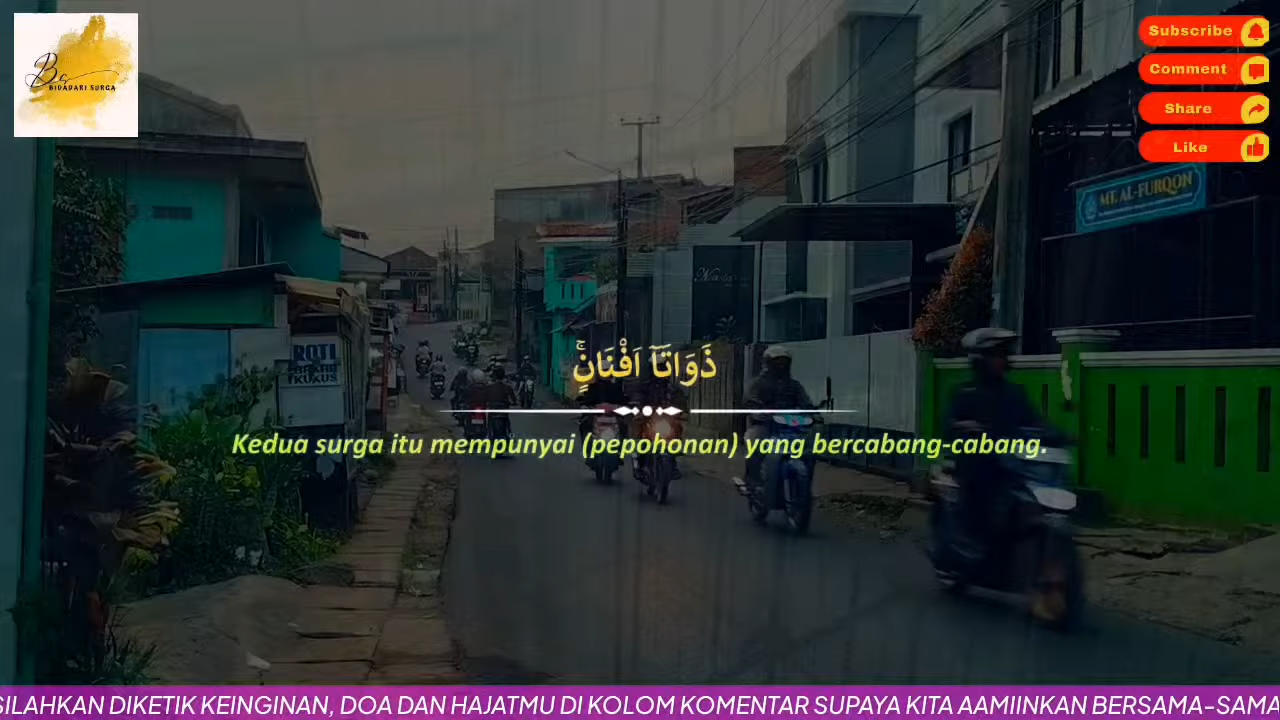 Bs
BIDADARI SURGA
Subscribe
Comment
Share
Like
MT. AL-FURQON
ROTI
KUKUS
ذَوَاتَآ اَفْنَانٍۚ
Kedua surga itu mempunyai (pepohonan) yang bercabang-cabang.
SILAHKAN DIKETIK KEINGINAN, DOA DAN HAJATMU DI KOLOM KOMENTAR SUPAYA KITA AAMIINKAN BERSAMA-SAMA